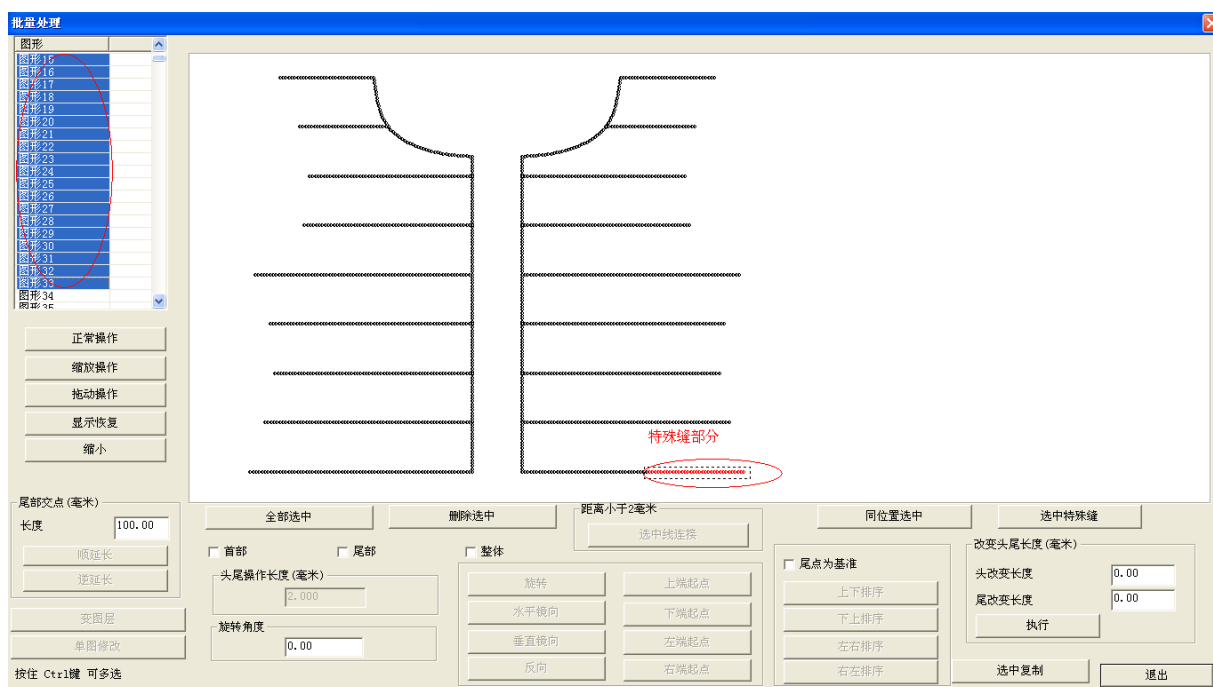 批量处理
图形
图形15
图形16
图形17
图形18
图形19
图形20
图形21
图形22
图形23
图形24
图形25
图形26
图形27
图形28
图形29
图形30
图形31
图形32
图形33
图形34
图形35
正常操作
缩放操作
拖动操作
显示恢复
缩小
特殊缝部分
尾部交点(毫米)
长度 100.00
顺延长
逆延长
变图层
单图修改
按住 Ctrl键 可多选
全部选中
删除选中
距离小于2毫米
选中线连接
同位置选中
选中特殊缝
首部
尾部
整体
头尾操作长度(毫米)
2.000
旋转角度
0.00
旋转
水平镜向
垂直镜向
反向
上端起点
下端起点
左端起点
右端起点
尾点为基准
上下排序
下上排序
左右排序
右左排序
改变头尾长度(毫米)
头改变长度 0.00
尾改变长度 0.00
执行
选中复制
退出